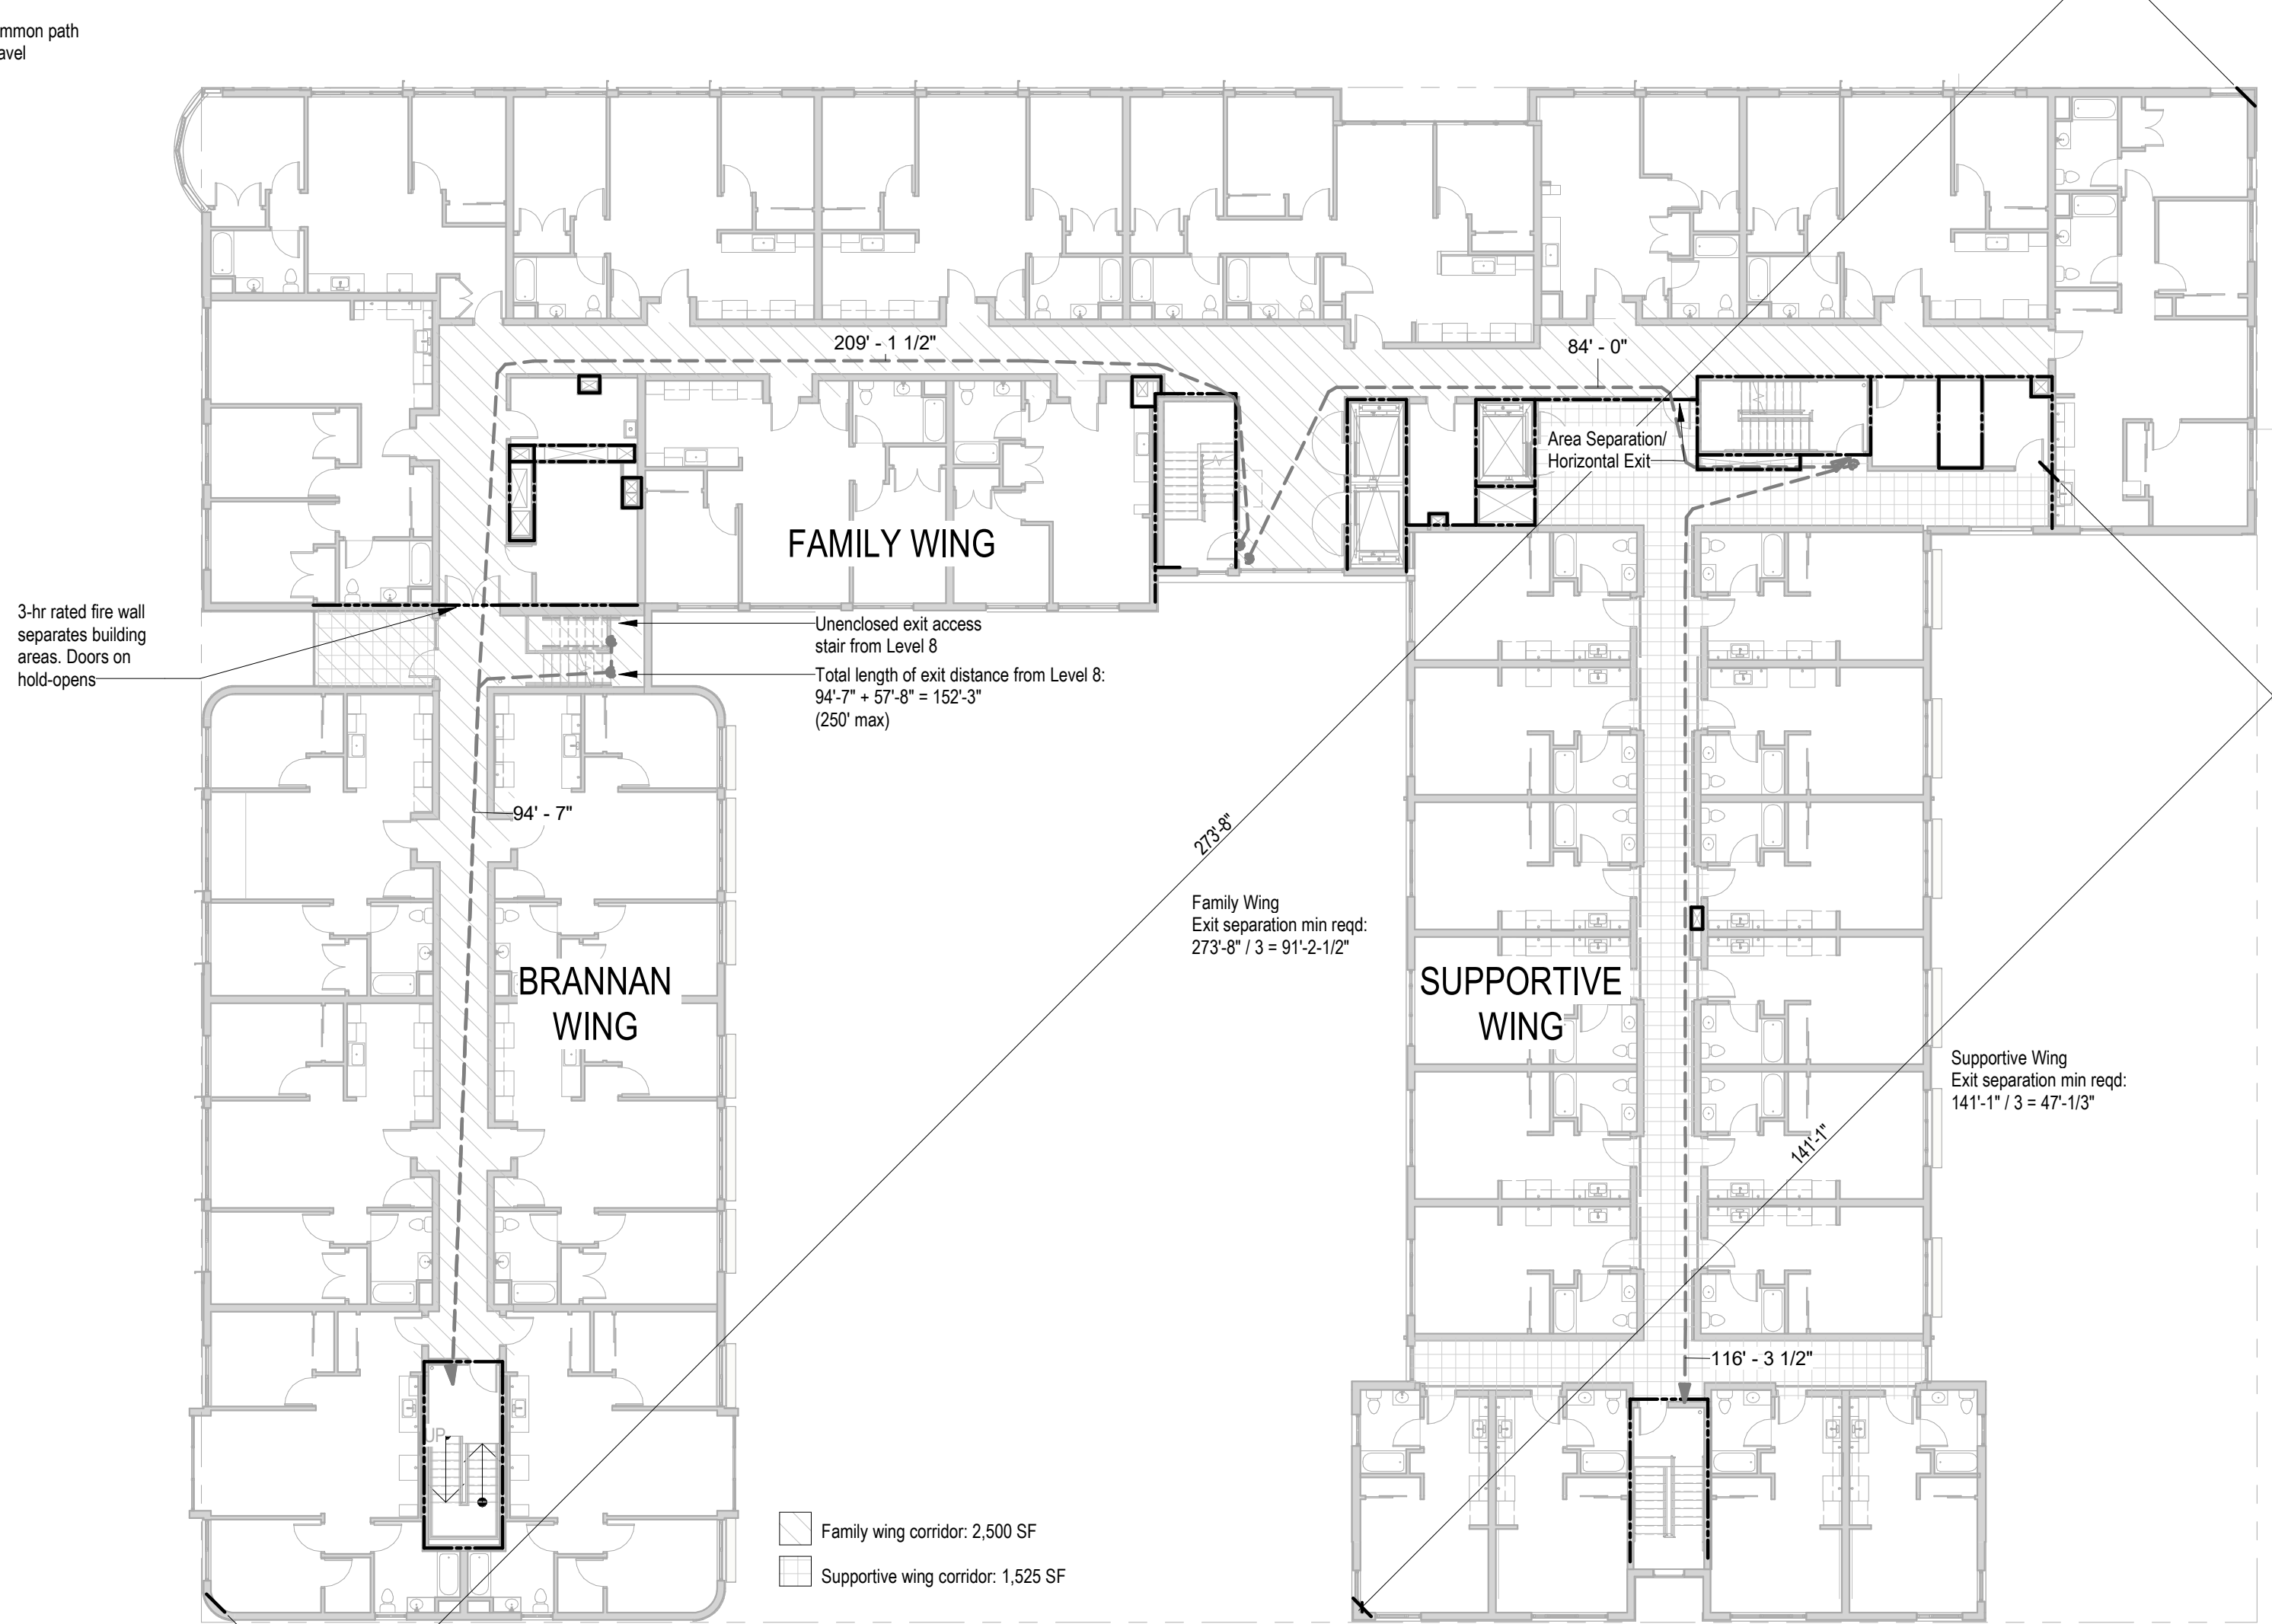 mmon path
avel
209' - 1 1/2"
84' - 0"
Area Separation/
Horizontal Exit
FAMILY WING
3-hr rated fire wall
separates building
areas. Doors on
hold-opens
Unenclosed exit access
stair from Level 8
Total length of exit distance from Level 8:
94'-7" + 57'-8" = 152'-3"
(250' max)
94' - 7"
273'-8"
Family Wing
Exit separation min reqd:
273'-8" / 3 = 91'-2-1/2"
BRANNAN
WING
SUPPORTIVE
WING
Supportive Wing
Exit separation min reqd:
141'-1" / 3 = 47'-1/3"
141'-1"
116' - 3 1/2"
UP
Family wing corridor: 2,500 SF
Supportive wing corridor: 1,525 SF